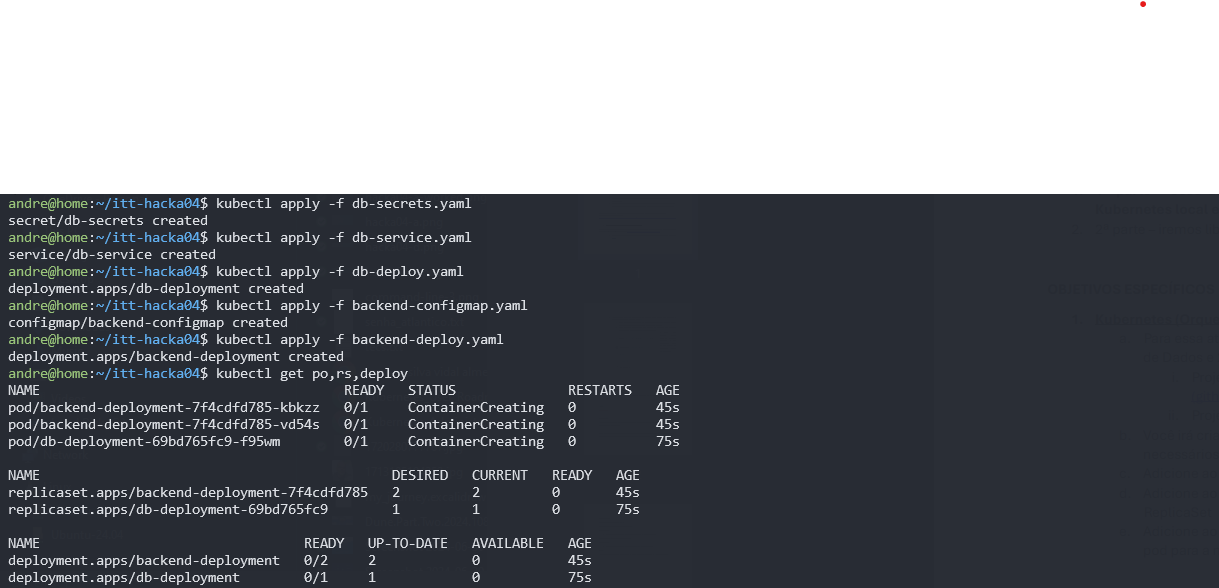 andre@home:~/itt-hacka04$ kubectl apply -f db-secrets.yaml
secret/db-secrets created
andre@home:~/itt-hacka04$ kubectl apply -f db-service.yaml
service/db-service created
andre@home:~/itt-hacka04$ kubectl apply -f db-deploy.yaml
deployment.apps/db-deployment created
andre@home:~/itt-hacka04$ kubectl apply -f backend-configmap.yaml
configmap/backend-configmap created
andre@home:~/itt-hacka04$ kubectl apply -f backend-deploy.yaml
deployment.apps/backend-deployment created
andre@home:~/itt-hacka04$ kubectl get po,rs,deploy
NAME READY STATUS RESTARTS AGE
pod/backend-deployment-7f4cdfd785-kbkzz 0/1 ContainerCreating 0 45s
pod/backend-deployment-7f4cdfd785-vd54s 0/1 ContainerCreating 0 45s
pod/db-deployment-69bd765fc9-f95wm 0/1 ContainerCreating 0 75s
NAME DESIRED CURRENT READY AGE
replicaset.apps/backend-deployment-7f4cdfd785 2 2 0 45s
replicaset.apps/db-deployment-69bd765fc9 1 1 0 75s
NAME READY UP-TO-DATE AVAILABLE AGE
deployment.apps/backend-deployment 0/2 2 0 45s
deployment.apps/db-deployment 0/1 1 0 75s